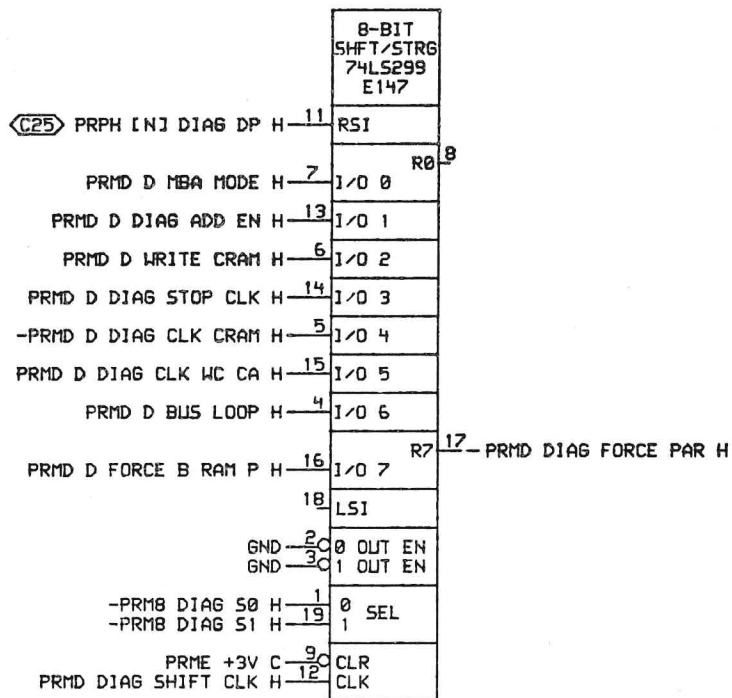 8-BIT
SHFT/STRG
74LS299
E147
C25 PRPH [N] DIAG DP H 11 RSI
R0 8
PRMD D MBA MODE H 7 I/O 0
PRMD D DIAG ADD EN H 13 I/O 1
PRMD D WRITE CRAM H 6 I/O 2
PRMD D DIAG STOP CLK H 14 I/O 3
-PRMD D DIAG CLK CRAM H 5 I/O 4
PRMD D DIAG CLK WC CA H 15 I/O 5
PRMD D BUS LOOP H 4 I/O 6
R7 17 - PRMD DIAG FORCE PAR H
PRMD D FORCE B RAM P H 16 I/O 7
18 LSI
GND 2 0 OUT EN
GND 3 1 OUT EN
-PRM8 DIAG S0 H 1 0 SEL
-PRM8 DIAG S1 H 19 1
PRME +3V C 9 CLR
PRMD DIAG SHIFT CLK H 12 CLK